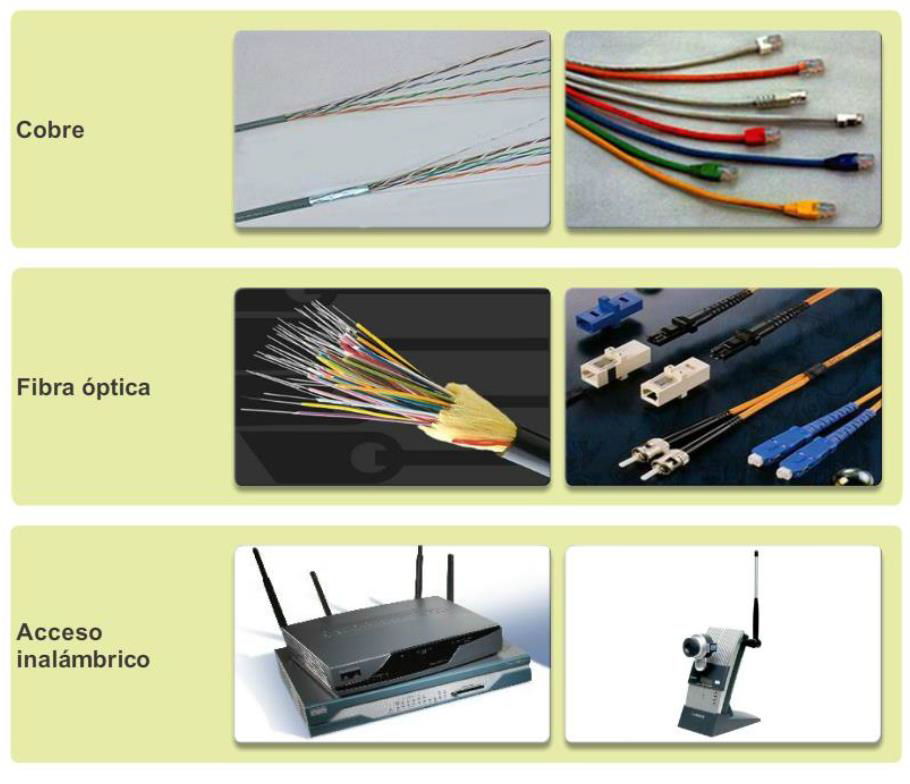 Cobre
Fibra óptica
Acceso
inalámbrico